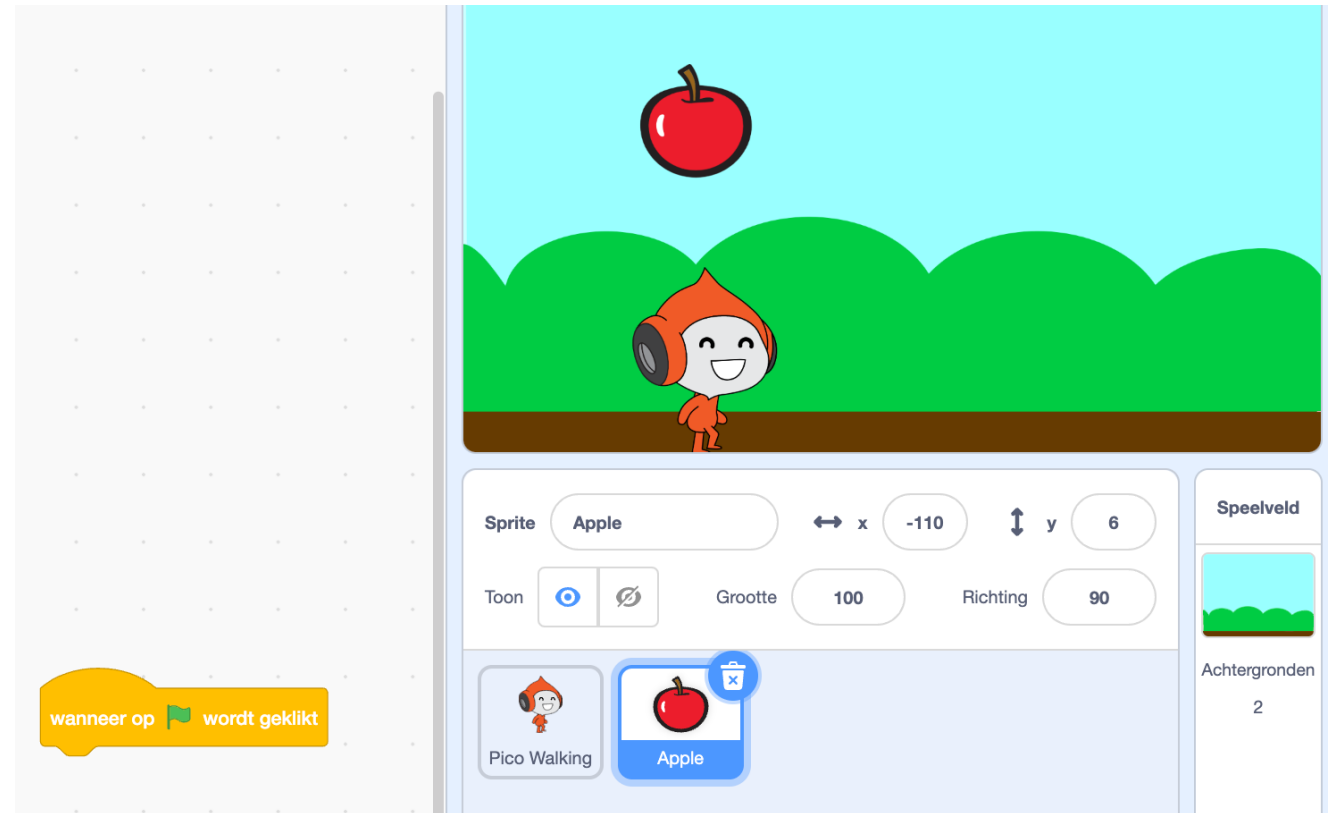 Sprite Apple x -110 y 6
Toon Grootte 100 Richting 90
Speelveld
Achtergronden
2
wanneer op wordt geklikt
Pico Walking
Apple